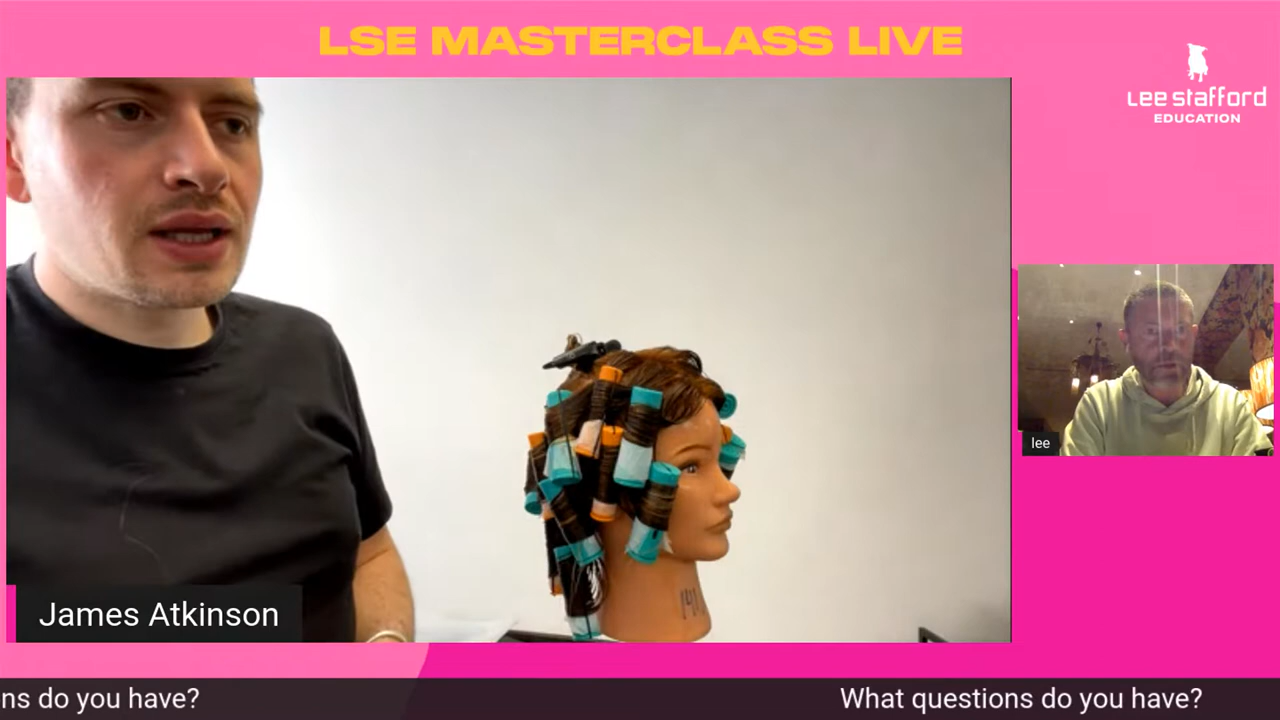 LSE MASTERCLASS LIVE
Lee Stafford
EDUCATION
lee
James Atkinson
ns do you have?
What questions do you have?